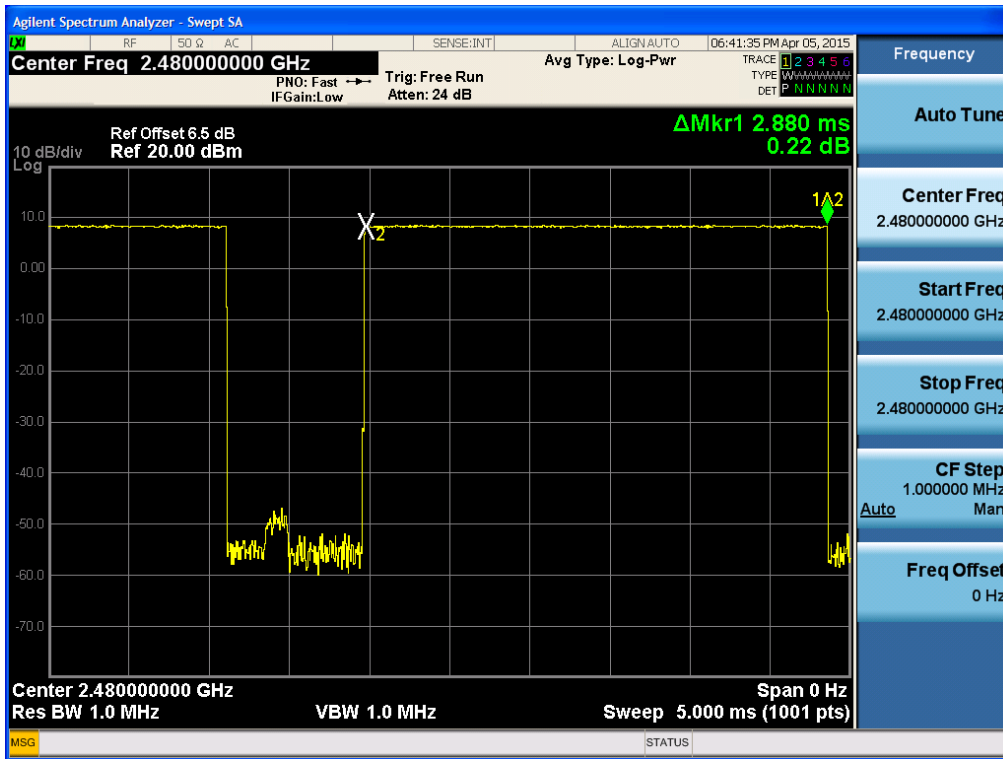 Agilent Spectrum Analyzer - Swept SA
LXI RF 50 Ω AC SENSE:INT ALIGN AUTO 06:41:35 PM Apr 05, 2015
Center Freq 2.480000000 GHz
PNO: Fast
IFGain:Low
Trig: Free Run
Atten: 24 dB
Avg Type: Log-Pwr
TRACE 1 2 3 4 5 6
TYPE WWWWWW
DET P N N N N N
ΔMkr1 2.880 ms
0.22 dB
Ref Offset 6.5 dB
10 dB/div Ref 20.00 dBm
Log
10.0
0.00
-10.0
-20.0
-30.0
-40.0
-50.0
-60.0
-70.0
X2
1Δ2
Center 2.480000000 GHz Span 0 Hz
Res BW 1.0 MHz VBW 1.0 MHz Sweep 5.000 ms (1001 pts)
MSG STATUS
Frequency
Auto Tune
Center Freq
2.480000000 GHz
Start Freq
2.480000000 GHz
Stop Freq
2.480000000 GHz
CF Step
1.000000 MHz
Auto Man
Freq Offset
0 Hz